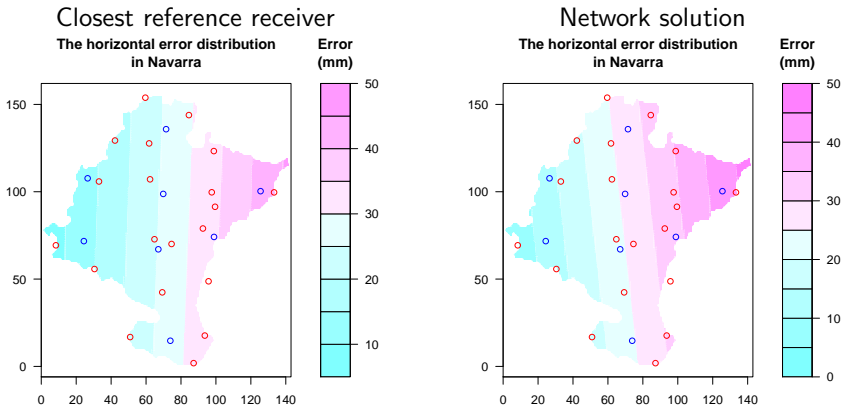 Closest reference receiver
The horizontal error distribution
in Navarra
Error
(mm)
150
100
50
0
0 20 40 60 80 100 120 140
50
40
30
20
10
Network solution
The horizontal error distribution
in Navarra
Error
(mm)
150
100
50
0
0 20 40 60 80 100 120 140
50
40
30
20
10
0